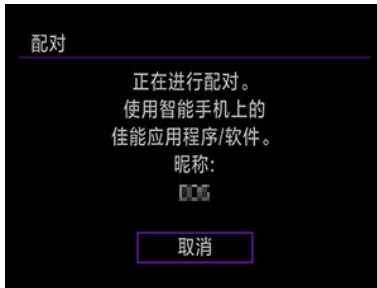 配对
正在进行配对。
使用智能手机上的
佳能应用程序/软件。
昵称:
取消